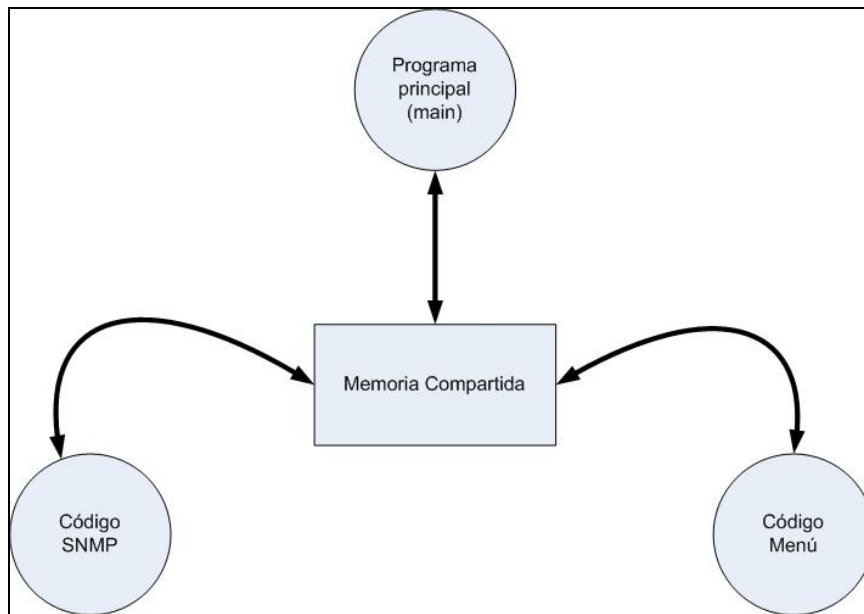 Programa
principal
(main)
Memoria Compartida
Código
SNMP
Código
Menú